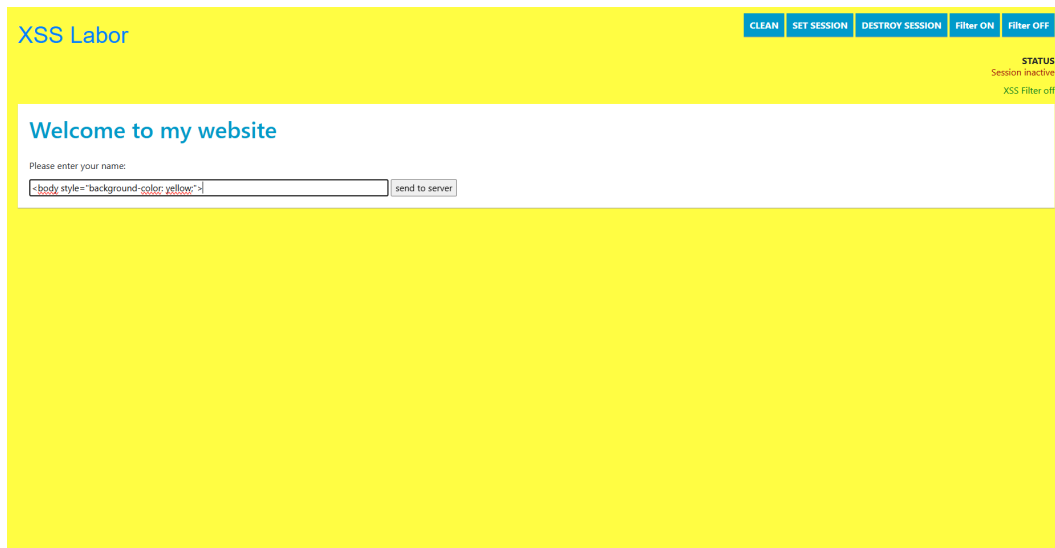 XSS Labor
CLEAN SET SESSION DESTROY SESSION Filter ON Filter OFF
STATUS
Session inactive
XSS Filter off
Welcome to my website
Please enter your name:
<body style="background-color: yellow;"> send to server